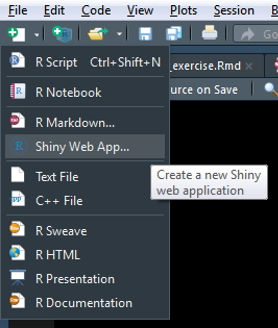 File Edit Code View Plots Session B
Go
_exercise.Rmd
R Script Ctrl+Shift+N
R Notebook
urce on Save
R Markdown...
Shiny Web App...
Create a new Shiny
web application
Text File
C++ File
R Sweave
R HTML
R Presentation
R Documentation